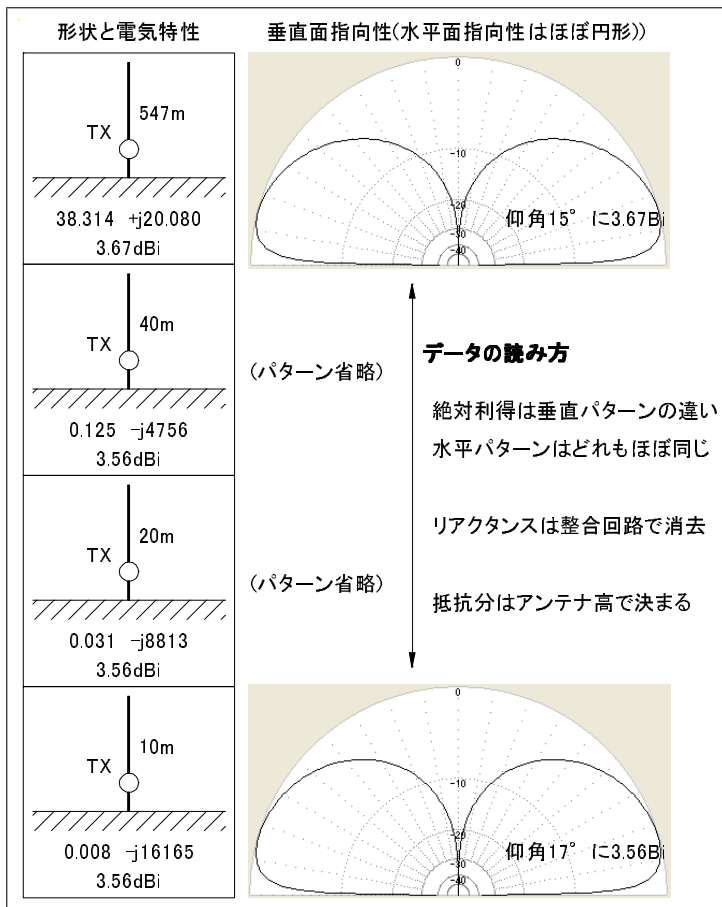 形状と電気特性
垂直面指向性(水平面指向性はほぼ円形))
547m
TX
38.314 +j20.080
3.67dBi
0
-10
-20
-30
-40
仰角15° に3.67Bi
40m
TX
0.125 -j4756
3.56dBi
(パターン省略)
データの読み方
絶対利得は垂直パターンの違い
水平パターンはどれもほぼ同じ
リアクタンスは整合回路で消去
抵抗分はアンテナ高で決まる
20m
TX
0.031 -j8813
3.56dBi
(パターン省略)
10m
TX
0.008 -j16165
3.56dBi
0
-10
-20
-30
-40
仰角17° に3.56Bi